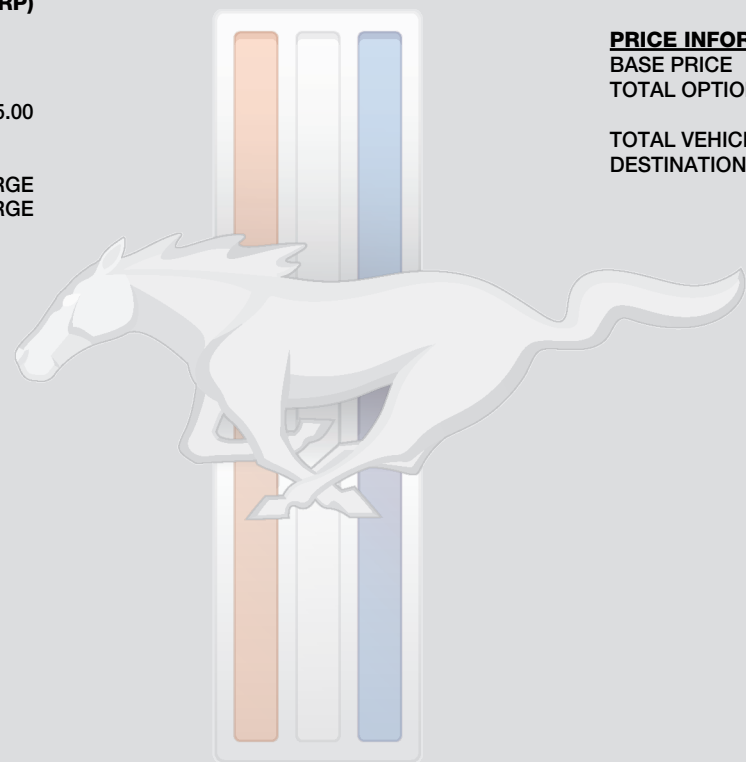 RP)
5.00
RGE
RGE
PRICE INFOR
BASE PRICE
TOTAL OPTIO
TOTAL VEHICL
DESTINATION